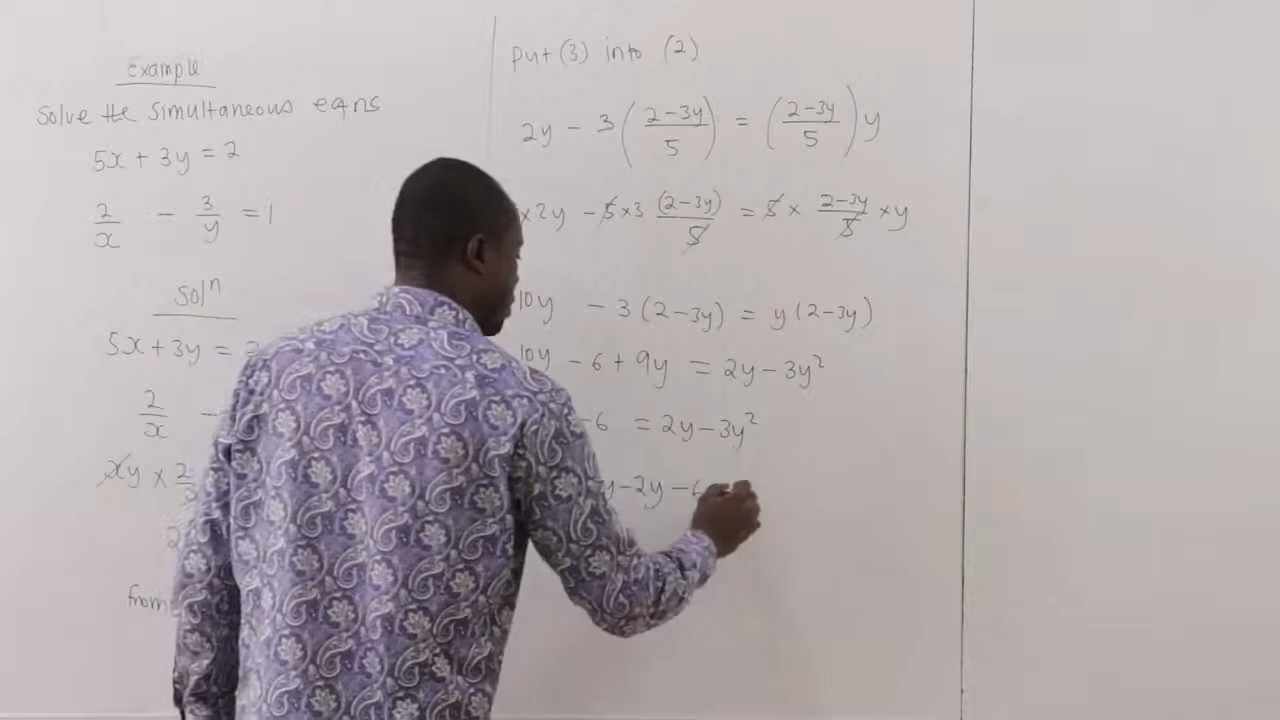 Example
Solve the simultaneous eqns
5x + 3y = 2
2/x - 3/y = 1
Solⁿ
5x + 3y =
2/x -
xy × 2
from
Put (3) into (2)
2y - 3 ((2-3y)/5) = ((2-3y)/5) y
×2y - 5×3 (2-3y)/5 = 5 × (2-3y)/5 × y
10y - 3(2-3y) = y(2-3y)
10y - 6 + 9y = 2y - 3y²
-6 = 2y - 3y²
y - 2y - 6